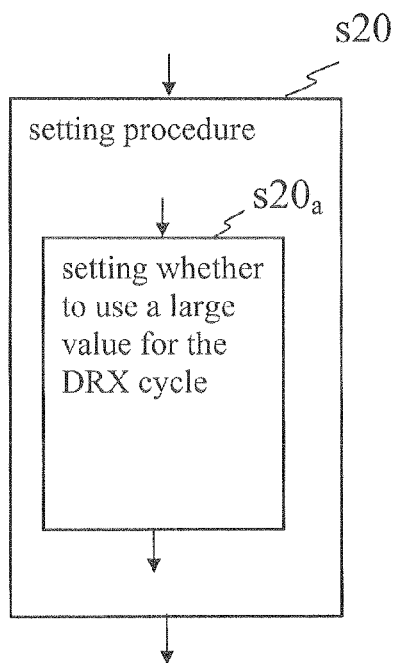 s20
setting procedure
s20a
setting whether
to use a large
value for the
DRX cycle